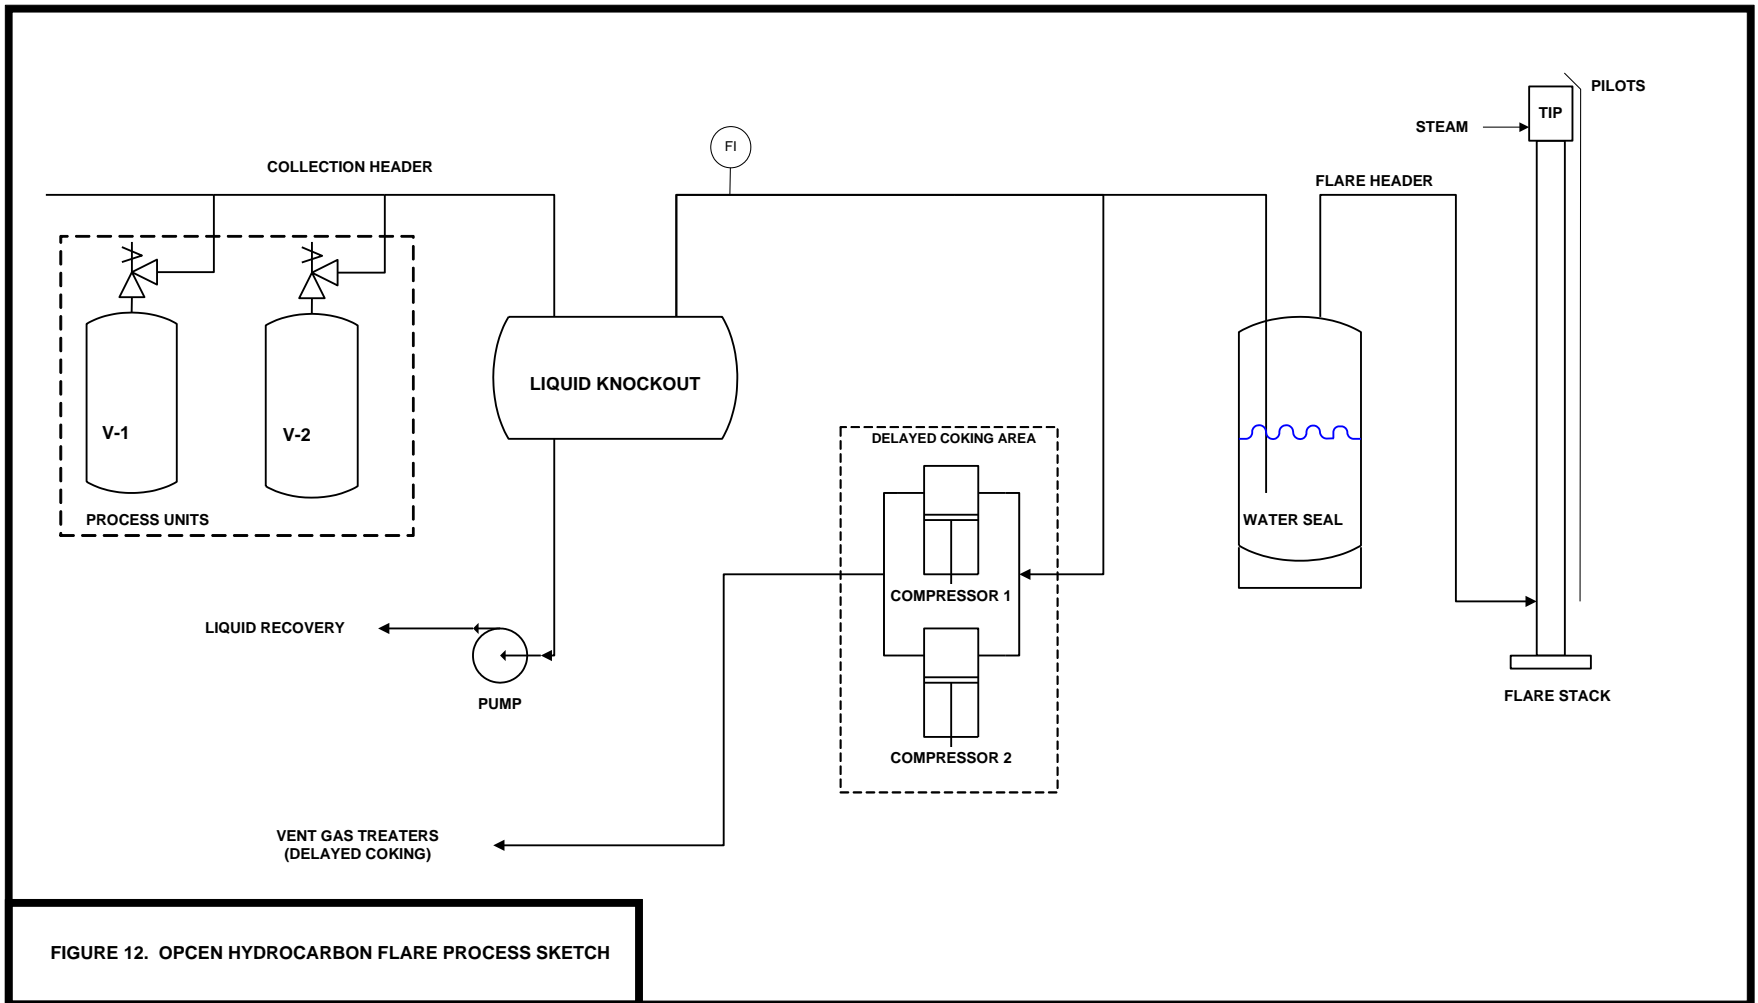 PILOTS
TIP
STEAM
FI
COLLECTION HEADER
FLARE HEADER
LIQUID KNOCKOUT
V-1
V-2
DELAYED COKING AREA
PROCESS UNITS
WATER SEAL
COMPRESSOR 1
LIQUID RECOVERY
PUMP
FLARE STACK
COMPRESSOR 2
VENT GAS TREATERS
(DELAYED COKING)
FIGURE 12. OPCEN HYDROCARBON FLARE PROCESS SKETCH